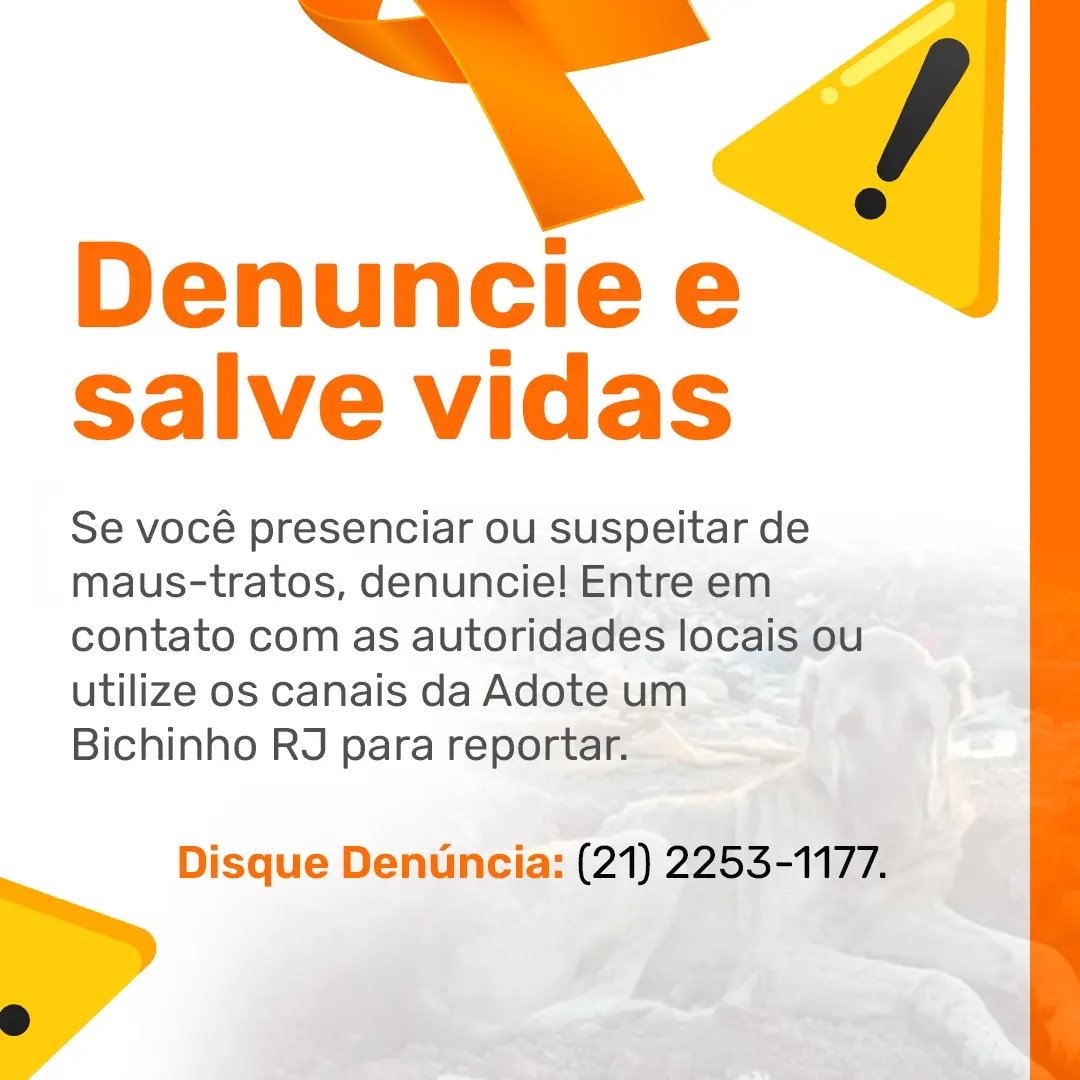 Denuncie e
salve vidas
Se você presenciar ou suspeitar de
maus-tratos, denuncie! Entre em
contato com as autoridades locais ou
utilize os canais da Adote um
Bichinho RJ para reportar.
Disque Denúncia: (21) 2253-1177.